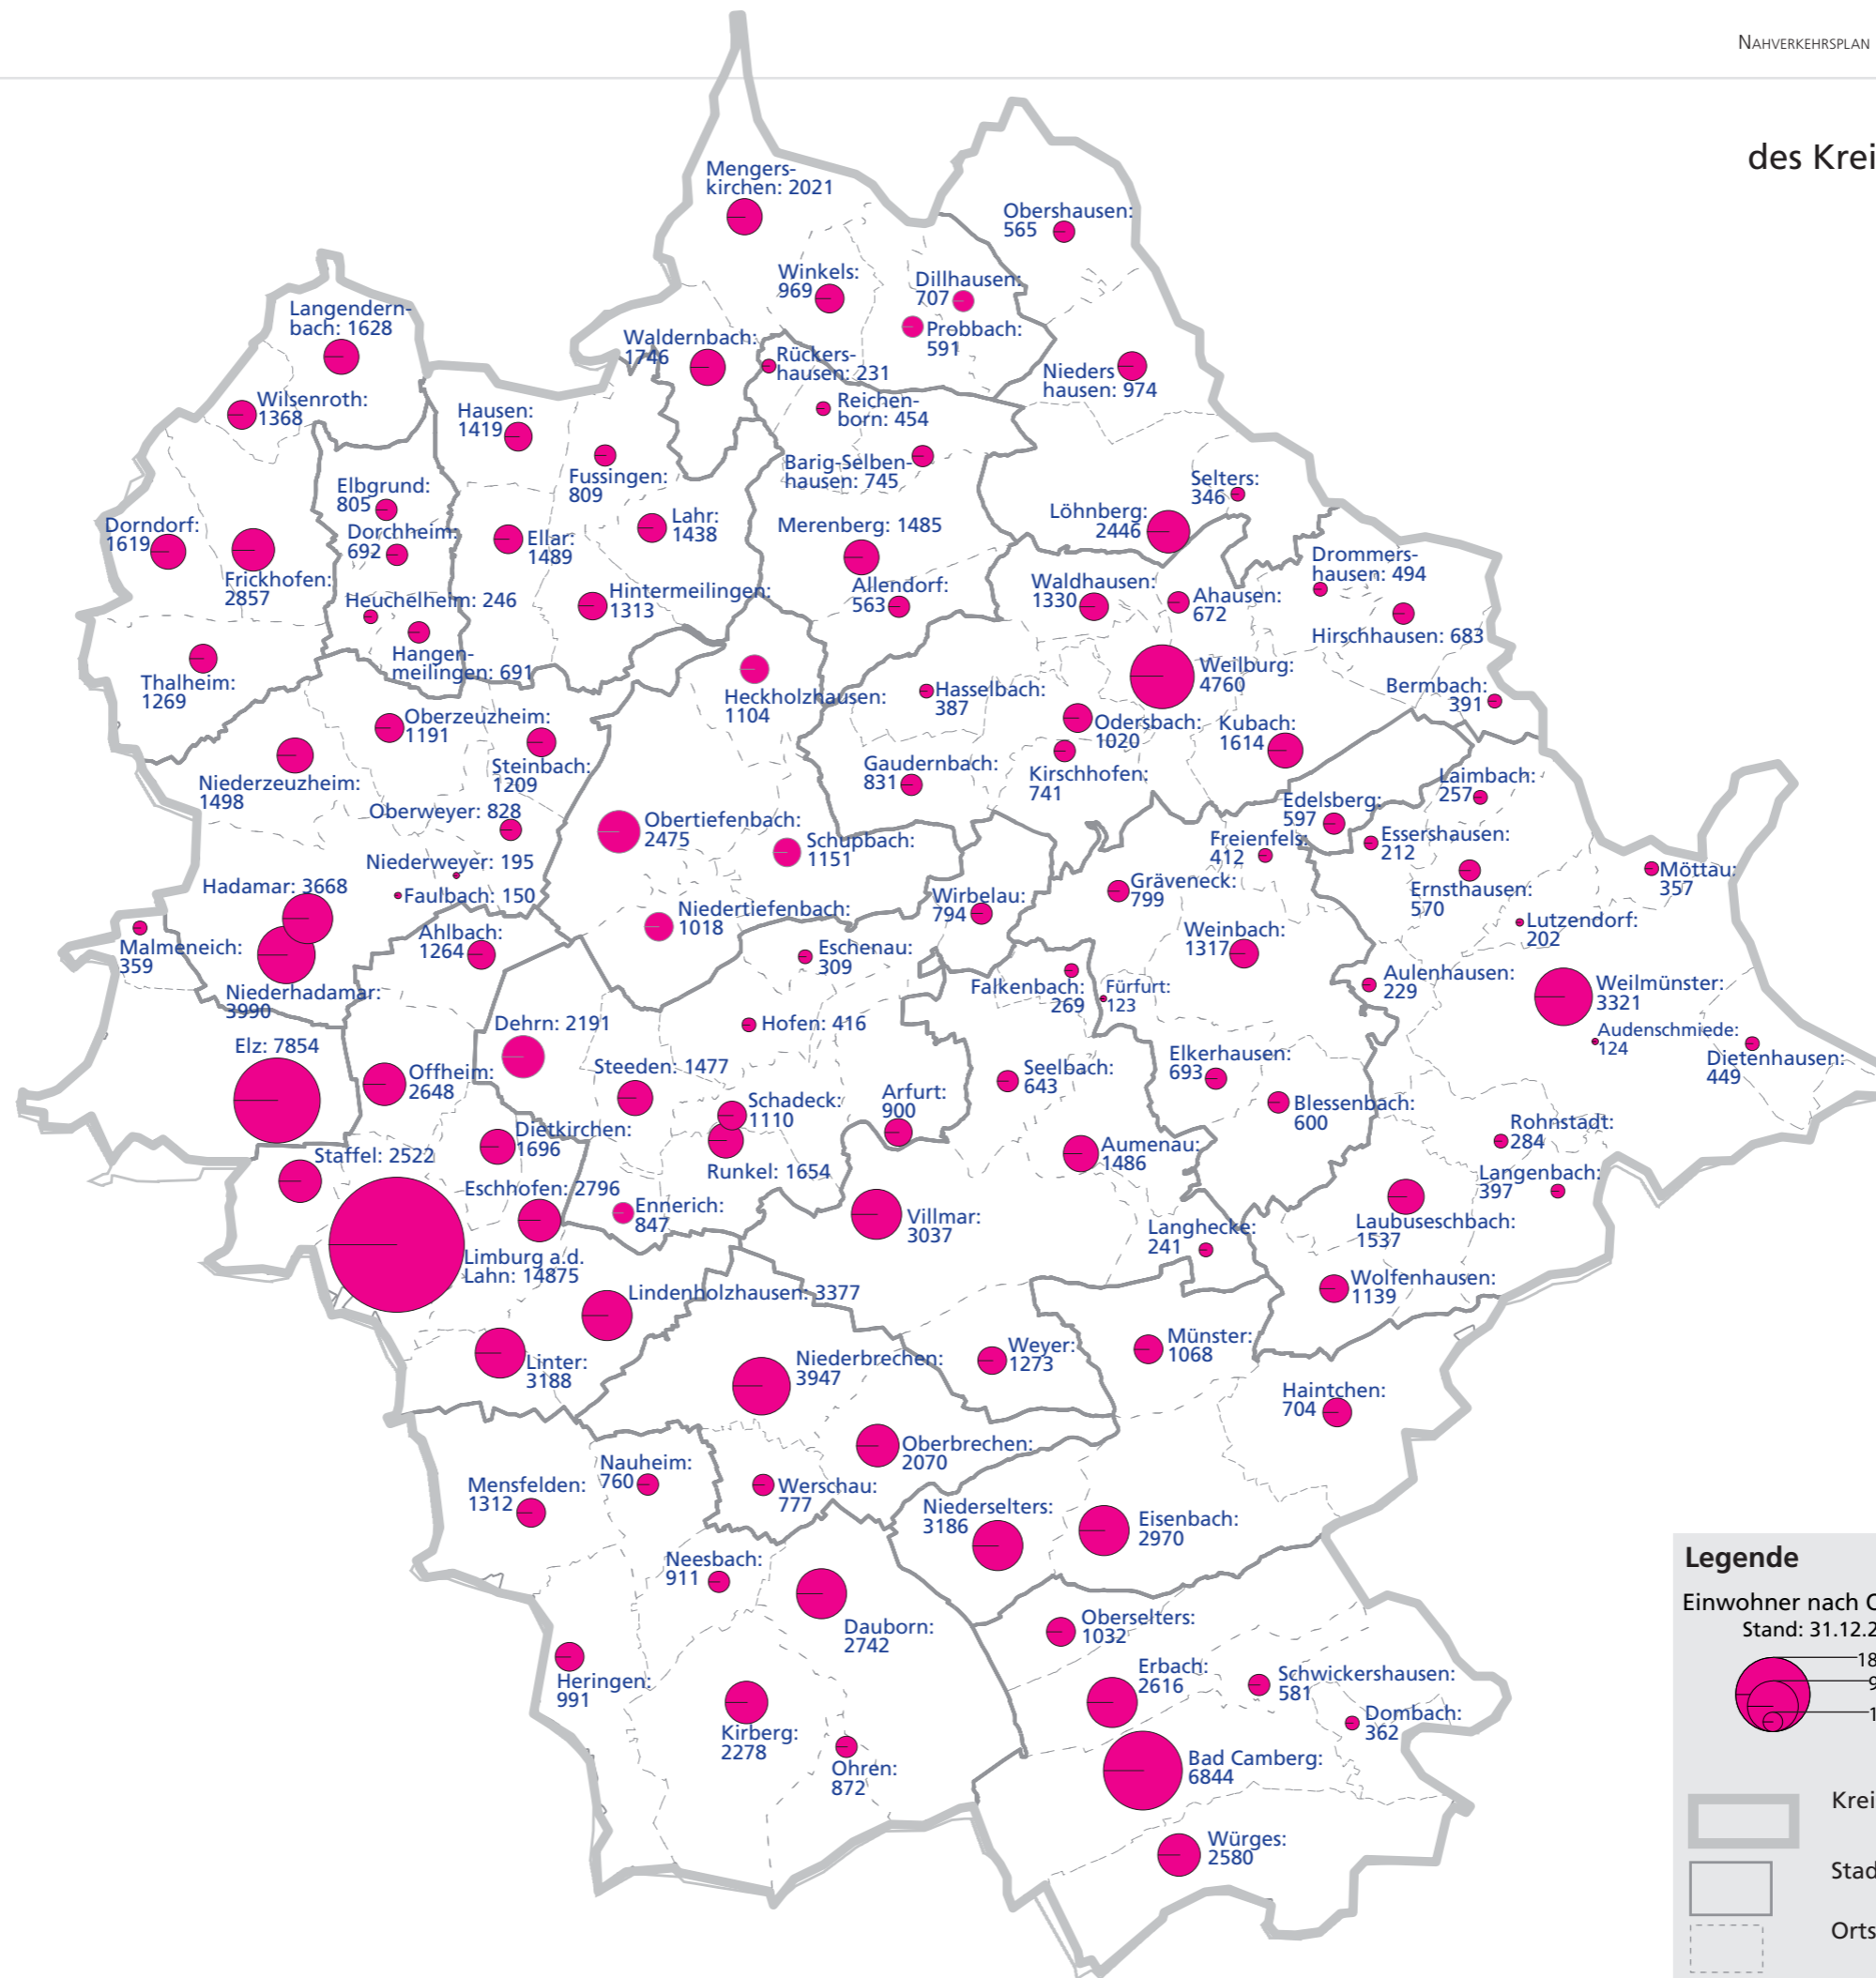 NAHVERKEHRSPLAN
des Krei
Mengers-
kirchen: 2021
Obershausen:
565
Winkels:
969
Dillhausen:
707
Probbach:
591
Langendern-
bach: 1628
Waldernbach:
1746
Rückers-
hausen: 231
Nieders
hausen: 974
Wilsenroth:
1368
Hausen:
1419
Reichen-
born: 454
Fussingen:
809
Barig-Selben-
hausen: 745
Selters:
346
Elbgrund:
805
Dorndorf:
1619
Dorchheim:
692
Ellar:
1489
Lahr:
1438
Merenberg: 1485
Löhnberg:
2446
Drommers-
hausen: 494
Frickhofen:
2857
Heuchelheim: 246
Hintermeilingen:
1313
Allendorf:
563
Waldhausen:
1330
Ahausen:
672
Hirschhausen: 683
Hangen-
meilingen: 691
Thalheim:
1269
Heckholzhausen:
1104
Hasselbach:
387
Weilburg:
4760
Bermbach:
391
Oberzeuzheim:
1191
Odersbach:
1020
Kubach:
1614
Niederzeuzheim:
1498
Steinbach:
1209
Gaudernbach:
831
Kirschhofen:
741
Laimbach:
257
Oberweyer: 828
Obertiefenbach:
2475
Schupbach:
1151
Edelsberg:
597
Freienfels:
412
Essershausen:
212
Niederweyer: 195
Hadamar: 3668
Faulbach: 150
Wirbelau:
794
Gräveneck:
799
Ernsthausen:
570
Möttau:
357
Niedertiefenbach:
1018
Lutzendorf:
202
Malmeneich:
359
Ahlbach:
1264
Eschenau:
309
Weinbach:
1317
Niederhadamar:
3990
Falkenbach:
269
Fürfurt:
123
Aulenhausen:
229
Weilmünster:
3321
Dehrn: 2191
Hofen: 416
Audenschmiede:
124
Dietenhausen:
449
Elz: 7854
Offheim:
2648
Steeden: 1477
Seelbach:
643
Elkerhausen:
693
Schadeck:
1110
Arfurt:
900
Blessenbach:
600
Rohnstadt:
284
Dietkirchen:
1696
Staffel: 2522
Runkel: 1654
Aumenau:
1486
Langenbach:
397
Eschhofen: 2796
Ennerich:
847
Villmar:
3037
Langhecke:
241
Laubuseschbach:
1537
Limburg a.d.
Lahn: 14875
Lindenholzhausen: 3377
Wolfenhausen:
1139
Linter:
3188
Niederbrechen:
3947
Weyer:
1273
Münster:
1068
Haintchen:
704
Oberbrechen:
2070
Nauheim:
760
Mensfelden:
1312
Werschau:
777
Niederselters:
3186
Eisenbach:
2970
Neesbach:
911
Dauborn:
2742
Oberselters:
1032
Heringen:
991
Erbach:
2616
Schwickershausen:
581
Kirberg:
2278
Dombach:
362
Ohren:
872
Bad Camberg:
6844
Würges:
2580
Legende
Einwohner nach O
Stand: 31.12.2
18
9
1
Krei
Stad
Orts